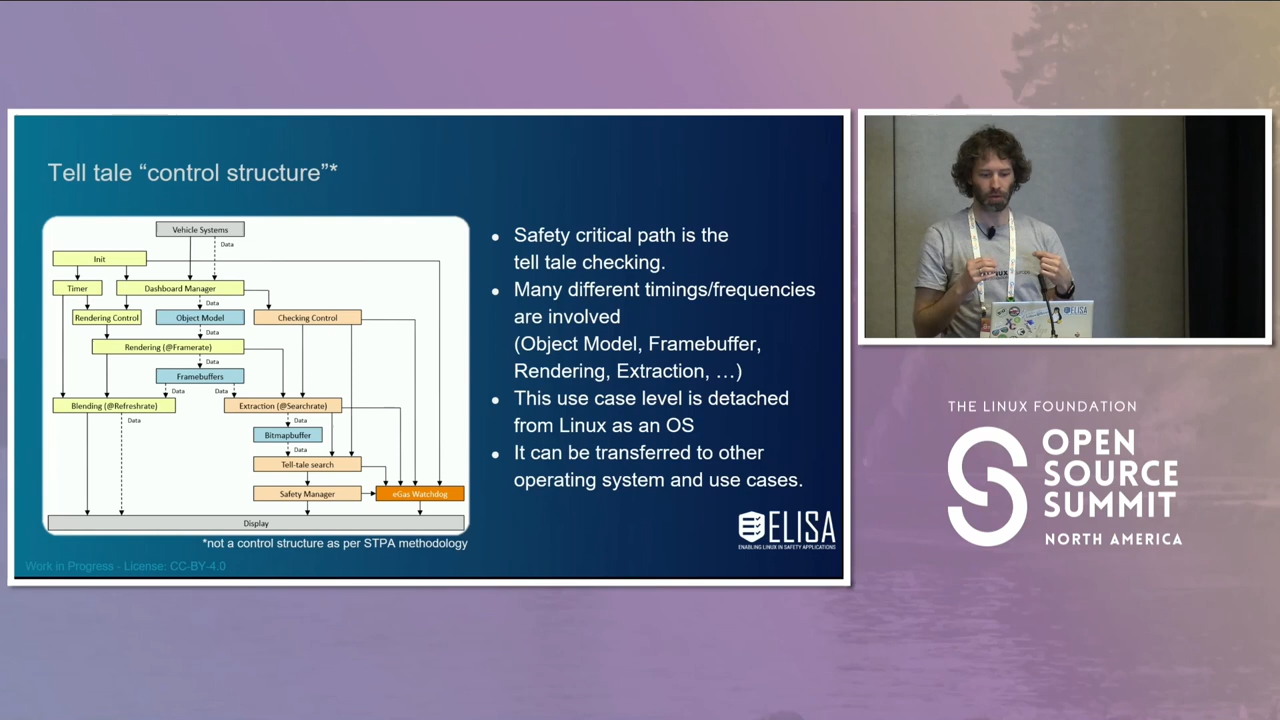 Tell tale “control structure”*
Vehicle Systems
Data
Init
Timer
Dashboard Manager
Data
Rendering Control
Object Model
Checking Control
Data
Rendering (@Framerate)
Data
Framebuffers
Data
Data
Blending (@Refreshrate)
Extraction (@Searchrate)
Data
Data
Bitmapbuffer
Data
Tell-tale search
Safety Manager
eGas Watchdog
Display
*not a control structure as per STPA methodology
Work in Progress - License: CC-BY-4.0
• Safety critical path is the
tell tale checking.
• Many different timings/frequencies
are involved
(Object Model, Framebuffer,
Rendering, Extraction, …)
• This use case level is detached
from Linux as an OS
• It can be transferred to other
operating system and use cases.
ELISA
ENABLING LINUX IN SAFETY APPLICATIONS
ELISA
THE LINUX FOUNDATION
OPEN
SOURCE
SUMMIT
NORTH AMERICA